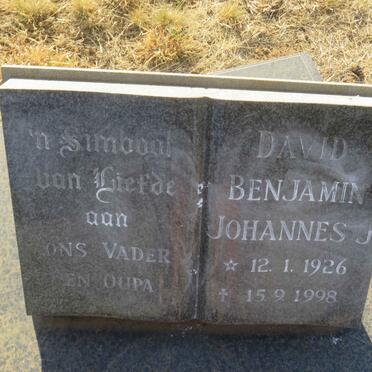 'n Simbool
van Liefde
aan
ONS VADER
EN OUPA
DAVID
BENJAMIN
JOHANNES J
☆ 12.1.1926
✝ 15.9.1998